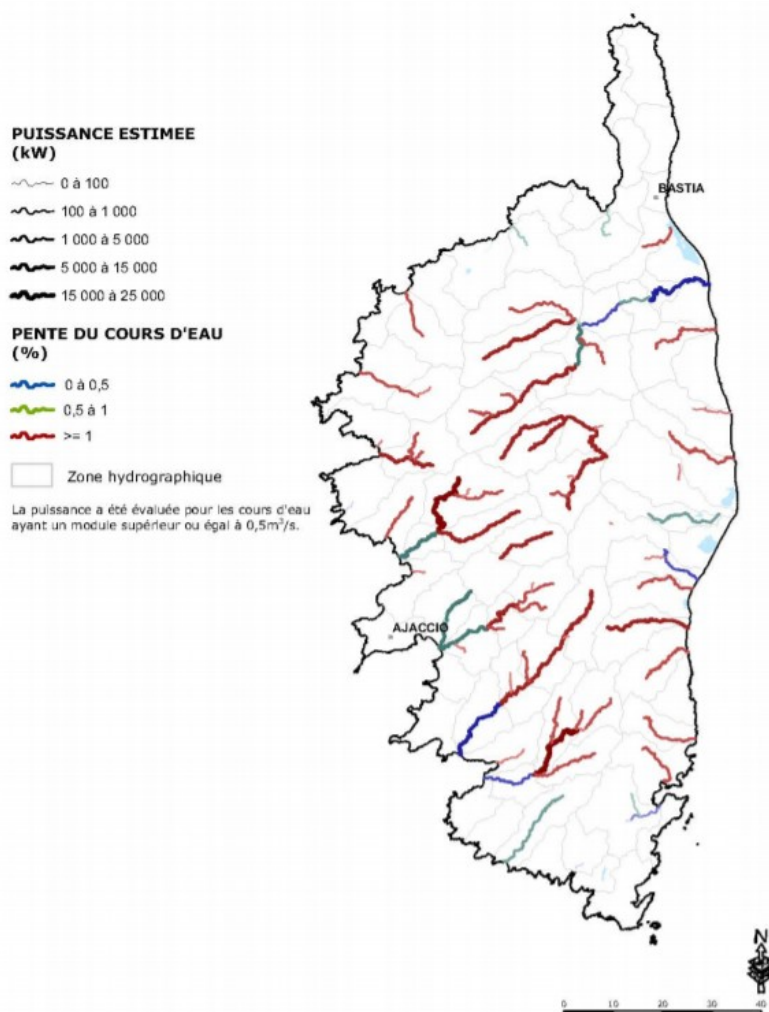 PUISSANCE ESTIMEE
(kW)
0 à 100
100 à 1 000
1 000 à 5 000
5 000 à 15 000
15 000 à 25 000
PENTE DU COURS D'EAU
(%)
0 à 0,5
0,5 à 1
>= 1
Zone hydrographique
La puissance a été évaluée pour les cours d'eau
ayant un module supérieur ou égal à 0,5m³/s.
BASTIA
AJACCIO
N
0 10 20 30 40